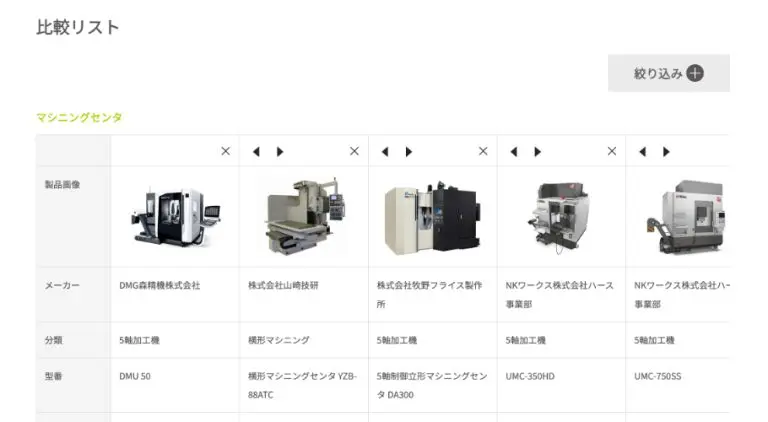 比較リスト
絞り込み
マシニングセンタ
製品画像
メーカー DMG森精機株式会社 株式会社山崎技研 株式会社牧野フライス製作 NKワークス株式会社ハース NKワークス株式会社ハー
所 事業部 事業部
分類 5軸加工機 横形マシニング 5軸加工機 5軸加工機 5軸加工機
型番 DMU 50 横形マシニングセンタ YZB- 5軸制御立形マシニングセン UMC-350HD UMC-750SS
88ATC タ DA300